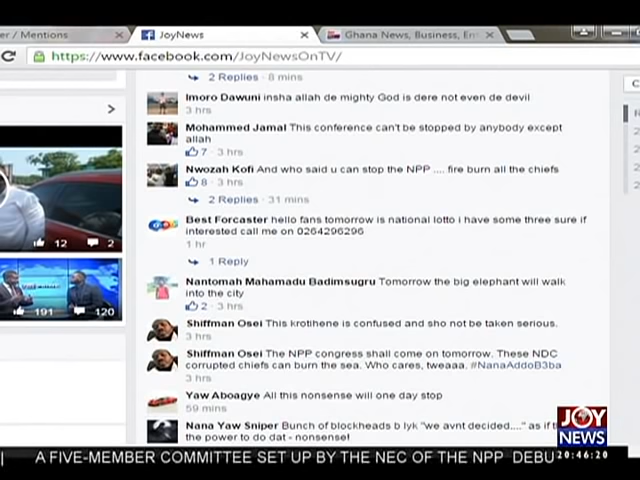 er / Mentions
JoyNews
Ghana News, Business, En
https://www.facebook.com/JoyNewsOnTV/
2 Replies · 8 mins
Imoro Dawuni insha allah de mighty God is dere not even de devil
3 hrs
Mohammed Jamal This conference can't be stopped by anybody except
allah
7 · 3 hrs
Nwozah Kofi And who said u can stop the NPP .... fire burn all the chiefs
8 · 3 hrs
2 Replies · 31 mins
Best Forcaster hello fans tomorrow is national lotto i have some three sure if
interested call me on 0264296296
1 hr
1 Reply
Nantomah Mahamadu Badimsugru Tomorrow the big elephant will walk
into the city
2 · 3 hrs
Shiffman Osei This krotihene is confused and sho not be taken serious.
3 hrs
Shiffman Osei The NPP congress shall come on tomorrow. These NDC
corrupted chiefs can burn the sea. Who cares, tweaaa. #NanaAddoB3ba
3 hrs
Yaw Aboagye All this nonsense will one day stop
59 mins
Nana Yaw Sniper Bunch of blockheads b lyk "we avnt decided...." as if
the power to do dat - nonsense!
12 2
191 120
JOY
NEWS
20:46:20
A FIVE-MEMBER COMMITTEE SET UP BY THE NEC OF THE NPP DEBU